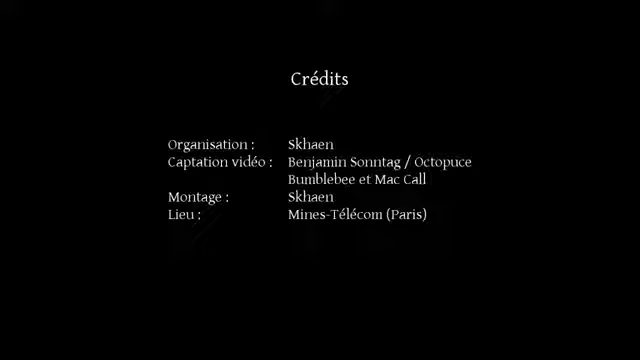 Crédits
Organisation : Skhaen
Captation vidéo : Benjamin Sonntag / Octopuce
Bumblebee et Mac Call
Montage : Skhaen
Lieu : Mines-Télécom (Paris)